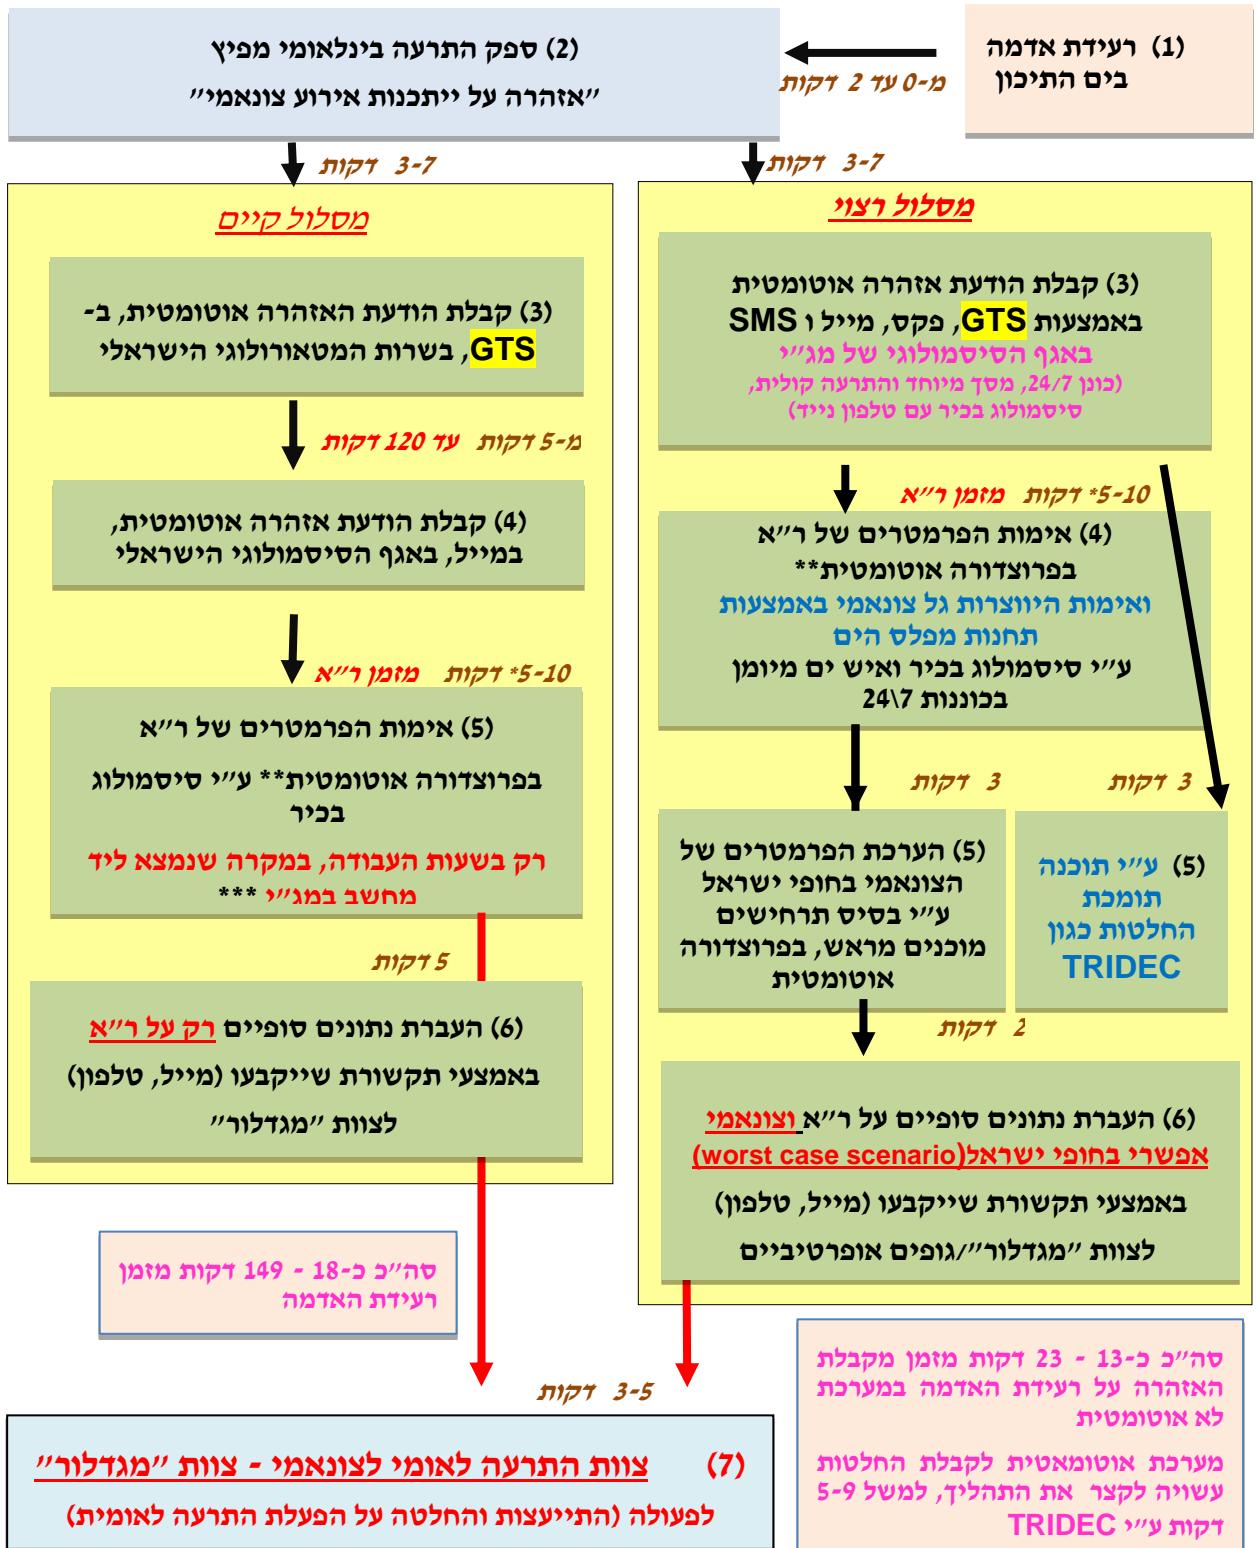 (1) רעידת אדמה
בים התיכון
מ-0 עד 2 דקות
(2) ספק התרעה בינלאומי מפיץ
״אזהרה על ייתכנות אירוע צונאמי״
3-7 דקות
3-7 דקות
מסלול רצוי
(3) קבלת הודעת אזהרה אוטומטית
באמצעות GTS, פקס, מייל ו SMS
באגף הסיסמולוגי של מג״י
(כונן 24/7, מסך מיוחד והתרעה קולית,
סיסמולוג בכיר עם טלפון נייד)
5-10* דקות מזמן ר״א
(4) אימות הפרמטרים של ר״א
בפרוצדורה אוטומטית**
ואימות היווצרות גל צונאמי באמצעות
תחנות מפלס הים
ע״י סיסמולוג בכיר ואיש ים מיומן
בכוננות 24\7
3 דקות
3 דקות
(5) ע״י תוכנה
תומכת
החלטות כגון
TRIDEC
(5) הערכת הפרמטרים של
הצונאמי בחופי ישראל
ע״י בסיס תרחישים
מוכנים מראש, בפרוצדורה
אוטומטית
2 דקות
(6) העברת נתונים סופיים על ר״א וצונאמי
אפשרי בחופי ישראל(worst case scenario)
באמצעי תקשורת שייקבעו (מייל, טלפון)
לצוות ״מגדלור״/גופים אופרטיביים
מסלול קיים
(3) קבלת הודעת האזהרה אוטומטית, ב-
GTS, בשרות המטאורולוגי הישראלי
מ-5 דקות עד 120 דקות
(4) קבלת הודעת אזהרה אוטומטית,
במייל, באגף הסיסמולוגי הישראלי
5-10* דקות מזמן ר״א
(5) אימות הפרמטרים של ר״א
בפרוצדורה אוטומטית** ע״י סיסמולוג
בכיר
רק בשעות העבודה, במקרה שנמצא ליד
מחשב במג״י ***
5 דקות
(6) העברת נתונים סופיים רק על ר״א
באמצעי תקשורת שייקבעו (מייל, טלפון)
לצוות ״מגדלור״
סה״כ כ-18 - 149 דקות מזמן
רעידת האדמה
סה״כ כ-13 - 23 דקות מזמן מקבלת
האזהרה על רעידת האדמה במערכת
לא אוטומטית
מערכת אוטומאטית לקבלת החלטות
עשויה לקצר את התהליך, למשל 5-9
דקות ע״י TRIDEC
3-5 דקות
(7) צוות התרעה לאומי לצונאמי - צוות ״מגדלור״
לפעולה (התייעצות והחלטה על הפעלת התרעה לאומית)